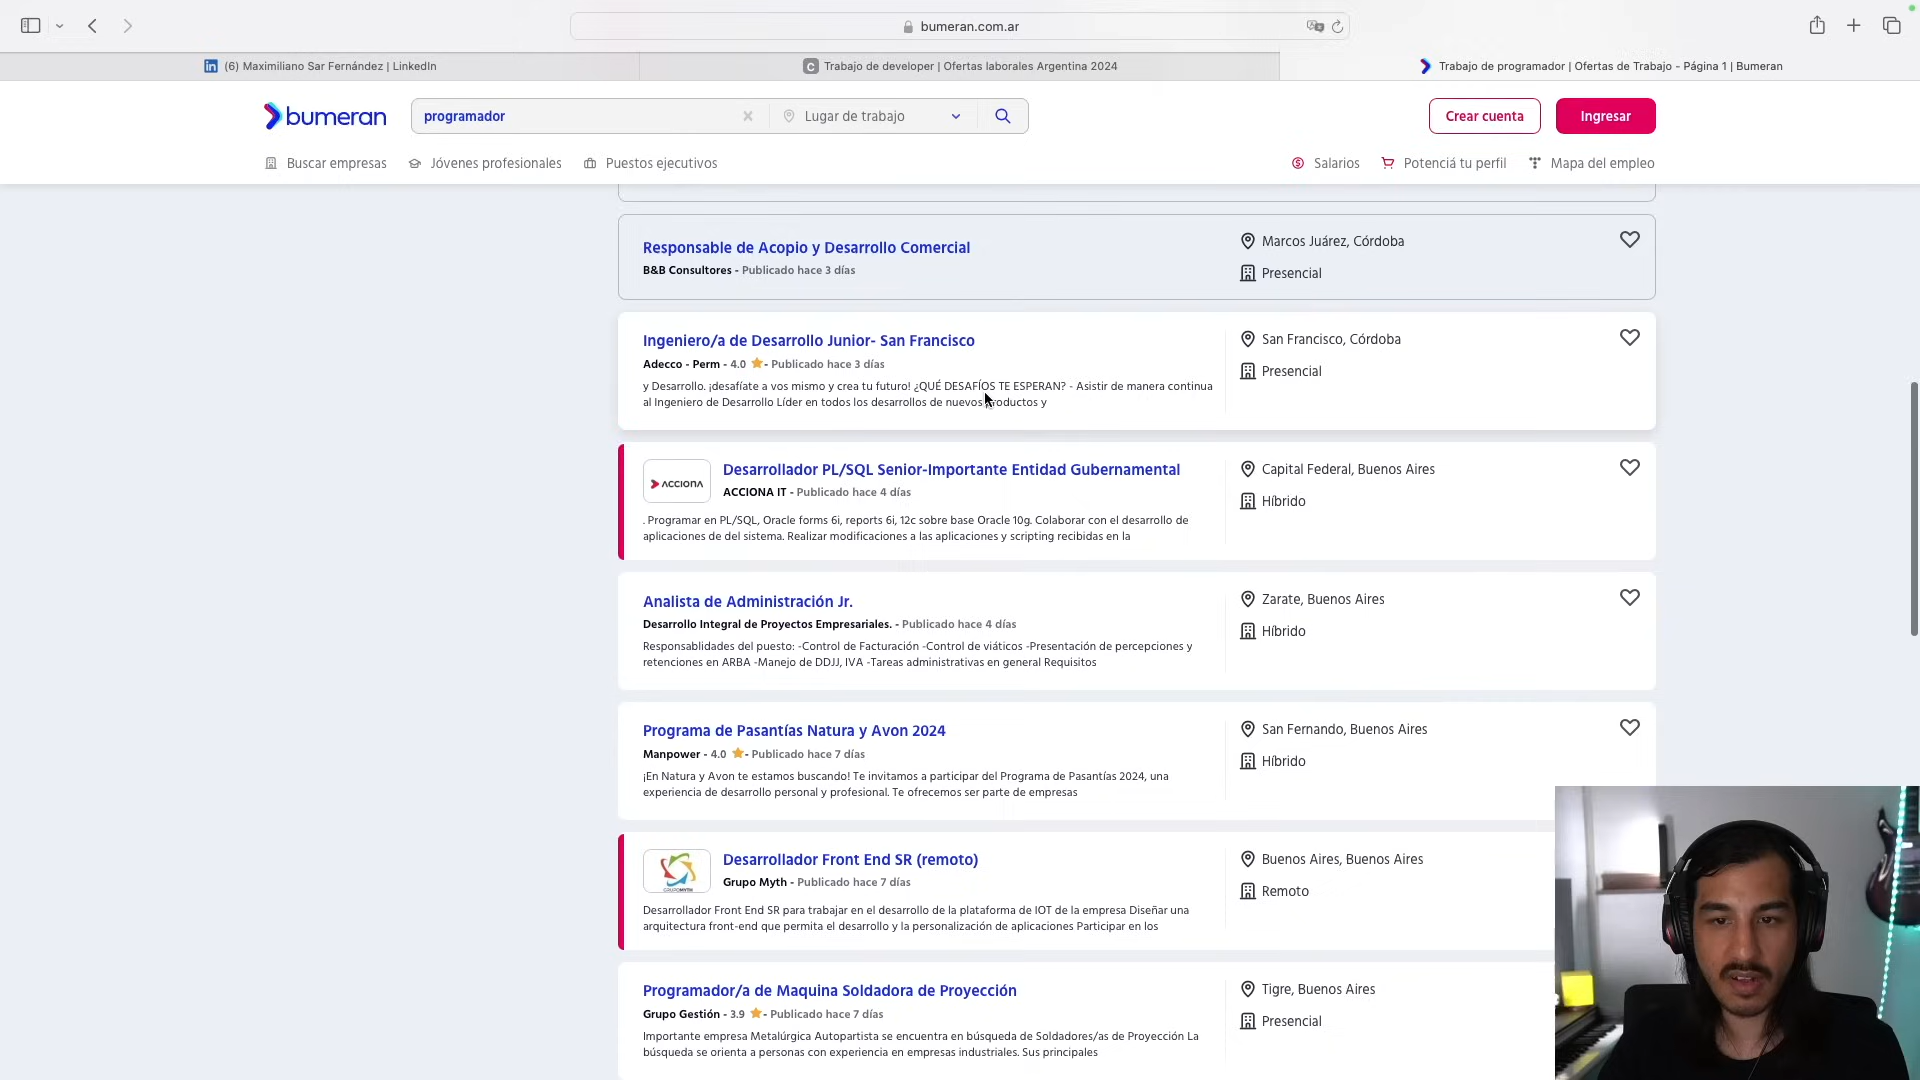 bumeran.com.ar
(6) Maximiliano Sar Fernández | LinkedIn
C Trabajo de developer | Ofertas laborales Argentina 2024
Trabajo de programador | Ofertas de Trabajo - Página 1 | Bumeran
bumeran
programador
Lugar de trabajo
Crear cuenta
Ingresar
Buscar empresas
Jóvenes profesionales
Puestos ejecutivos
Salarios
Potenciá tu perfil
Mapa del empleo
Responsable de Acopio y Desarrollo Comercial
B&B Consultores - Publicado hace 3 días
Marcos Juárez, Córdoba
Presencial
Ingeniero/a de Desarrollo Junior- San Francisco
Adecco - Perm - 4.0 - Publicado hace 3 días
y Desarrollo. ¡desafíate a vos mismo y crea tu futuro! ¿QUÉ DESAFÍOS TE ESPERAN? - Asistir de manera continua
al Ingeniero de Desarrollo Líder en todos los desarrollos de nuevos productos y
San Francisco, Córdoba
Presencial
ACCIONA
Desarrollador PL/SQL Senior-Importante Entidad Gubernamental
ACCIONA IT - Publicado hace 4 días
. Programar en PL/SQL, Oracle forms 6i, reports 6i, 12c sobre base Oracle 10g. Colaborar con el desarrollo de
aplicaciones de del sistema. Realizar modificaciones a las aplicaciones y scripting recibidas en la
Capital Federal, Buenos Aires
Híbrido
Analista de Administración Jr.
Desarrollo Integral de Proyectos Empresariales. - Publicado hace 4 días
Responsablidades del puesto: -Control de Facturación -Control de viáticos -Presentación de percepciones y
retenciones en ARBA -Manejo de DDJJ, IVA -Tareas administrativas en general Requisitos
Zarate, Buenos Aires
Híbrido
Programa de Pasantías Natura y Avon 2024
Manpower - 4.0 - Publicado hace 7 días
¡En Natura y Avon te estamos buscando! Te invitamos a participar del Programa de Pasantías 2024, una
experiencia de desarrollo personal y profesional. Te ofrecemos ser parte de empresas
San Fernando, Buenos Aires
Híbrido
GRUPOMYTH
Desarrollador Front End SR (remoto)
Grupo Myth - Publicado hace 7 días
Desarrollador Front End SR para trabajar en el desarrollo de la plataforma de IOT de la empresa Diseñar una
arquitectura front-end que permita el desarrollo y la personalización de aplicaciones Participar en los
Buenos Aires, Buenos Aires
Remoto
Programador/a de Maquina Soldadora de Proyección
Grupo Gestión - 3.9 - Publicado hace 7 días
Importante empresa Metalúrgica Autopartista se encuentra en búsqueda de Soldadores/as de Proyección La
búsqueda se orienta a personas con experiencia en empresas industriales. Sus principales
Tigre, Buenos Aires
Presencial